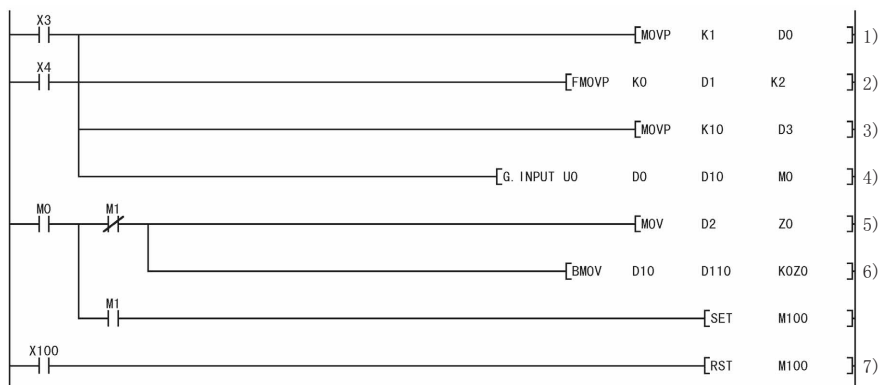 X3
[MOVP K1 D0 ] 1)
X4
[FMOVP K0 D1 K2 ] 2)
[MOVP K10 D3 ] 3)
[G. INPUT U0 D0 D10 M0 ] 4)
M0 M1
[MOV D2 Z0 ] 5)
[BMOV D10 D110 K0Z0 ] 6)
M1
[SET M100 ]
X100
[RST M100 ] 7)